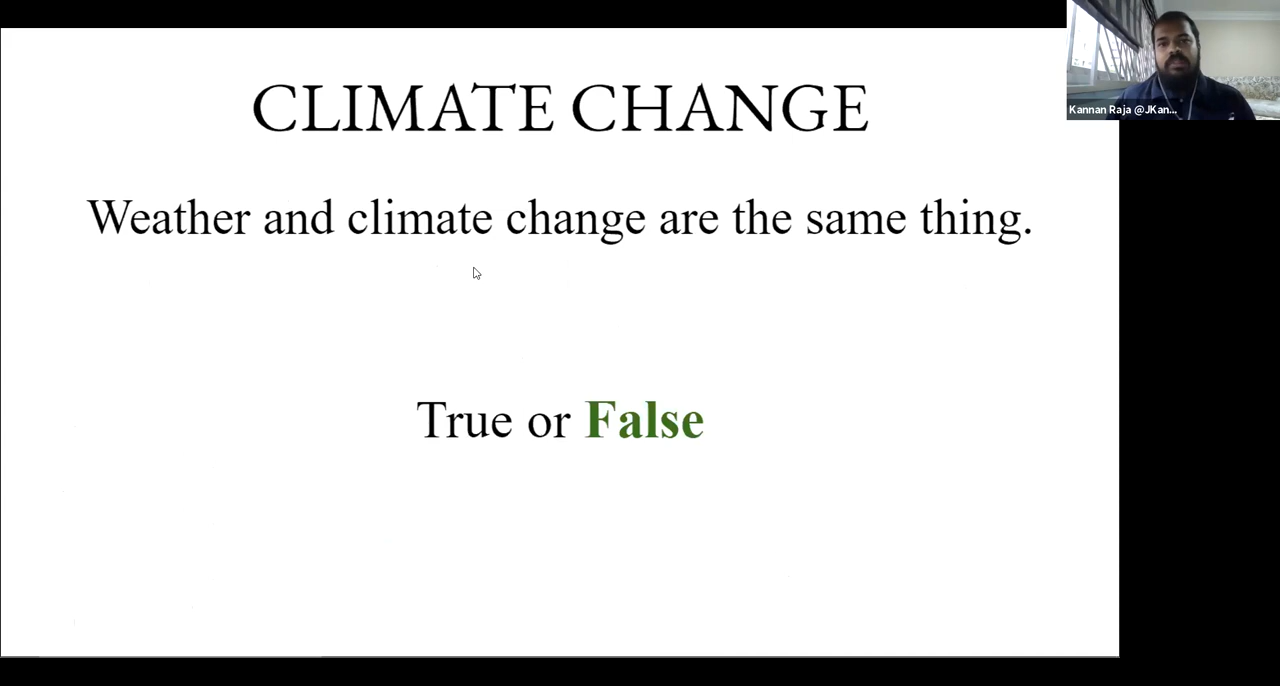 CLIMATE CHANGE
Kannan Raja @JKan...
Weather and climate change are the same thing.
True or False